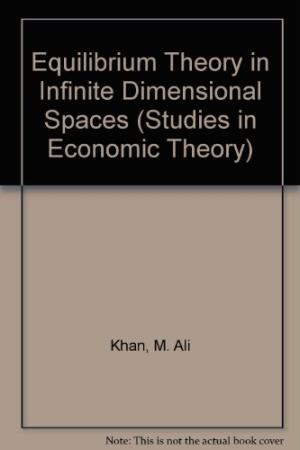 Equilibrium Theory in
Infinite Dimensional
Spaces (Studies in
Economic Theory)
Khan, M. Ali
Note: This is not the actual book cover